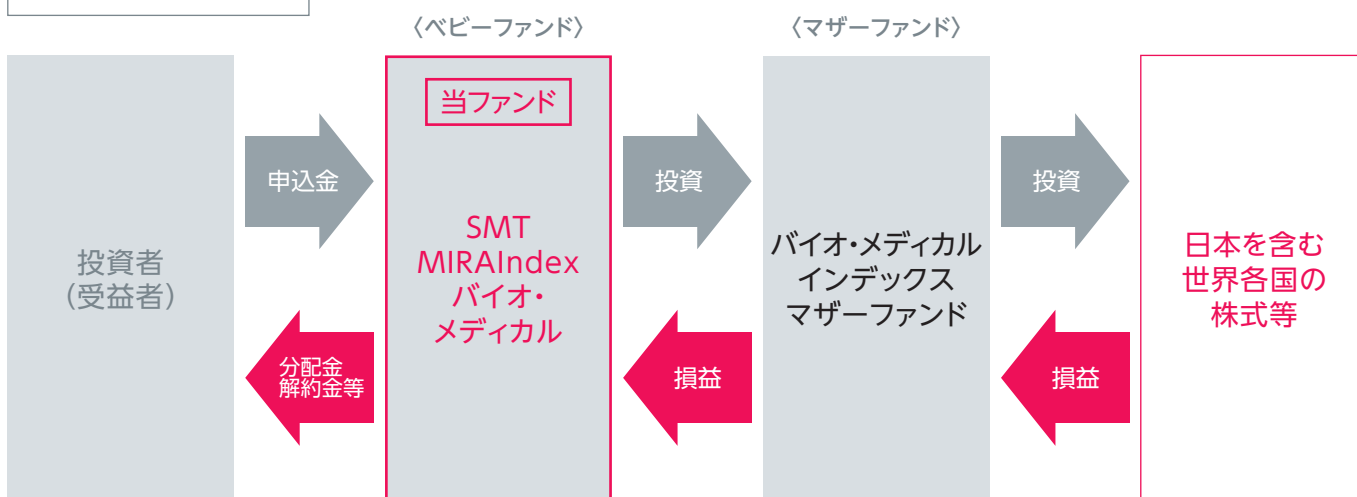 〈ベビーファンド〉
〈マザーファンド〉
投資者
（受益者）
申込金
分配金
解約金等
当ファンド
SMT
MIRAIndex
バイオ・
メディカル
投資
損益
バイオ・メディカル
インデックス
マザーファンド
投資
損益
日本を含む
世界各国の
株式等